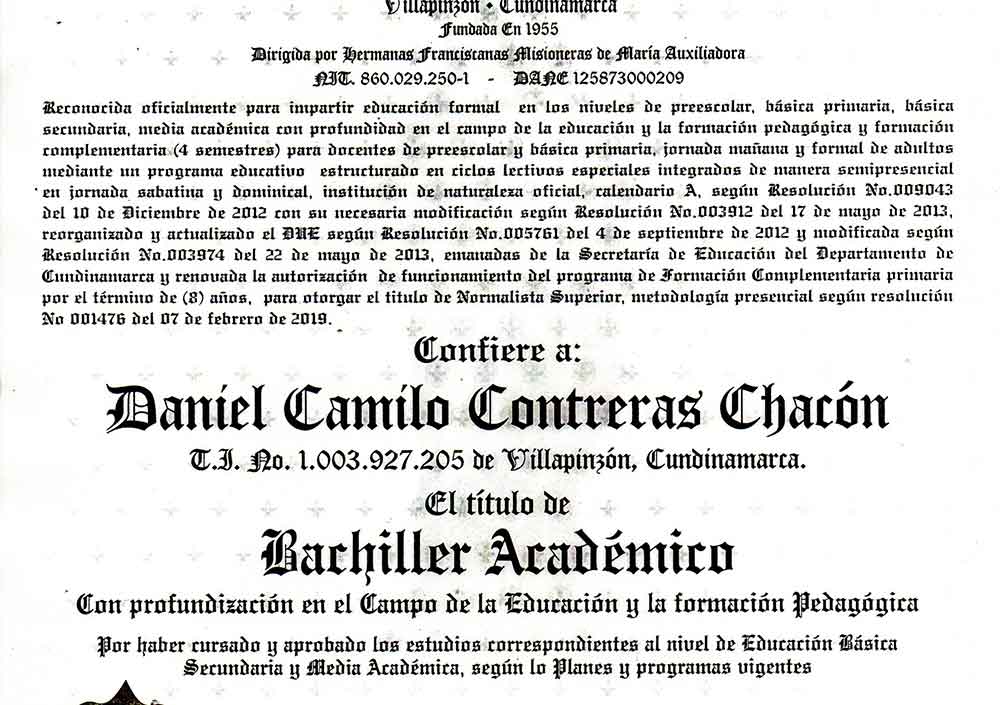 Villapinzón - Cundinamarca
Fundada En 1955
Dirigida por Hermanas Franciscanas Misioneras de María Auxiliadora
NIT. 860.029.250-1 - DANE 125873000209
Reconocida oficialmente para impartir educación formal en los niveles de preescolar, básica primaria, básica
secundaria, media académica con profundidad en el campo de la educación y la formación pedagógica y formación
complementaria (4 semestres) para docentes de preescolar y básica primaria, jornada mañana y formal de adultos
mediante un programa educativo estructurado en ciclos lectivos especiales integrados de manera semipresencial
en jornada sabatina y dominical, institución de naturaleza oficial, calendario A, según Resolución No.009043
del 10 de Diciembre de 2012 con su necesaria modificación según Resolución No.003912 del 17 de mayo de 2013,
reorganizado y actualizado el DUE según Resolución No.005761 del 4 de septiembre de 2012 y modificada según
Resolución No.003974 del 22 de mayo de 2013, emanadas de la Secretaría de Educación del Departamento de
Cundinamarca y renovada la autorización de funcionamiento del programa de Formación Complementaria primaria
por el término de (8) años, para otorgar el titulo de Normalista Superior, metodología presencial según resolución
No 001476 del 07 de febrero de 2019.
Confiere a:
Daniel Camilo Contreras Chacón
T.I. No. 1.003.927.205 de Villapinzón, Cundinamarca.
El título de
Bachiller Académico
Con profundización en el Campo de la Educación y la formación Pedagógica
Por haber cursado y aprobado los estudios correspondientes al nivel de Educación Básica
Secundaria y Media Académica, según lo Planes y programas vigentes